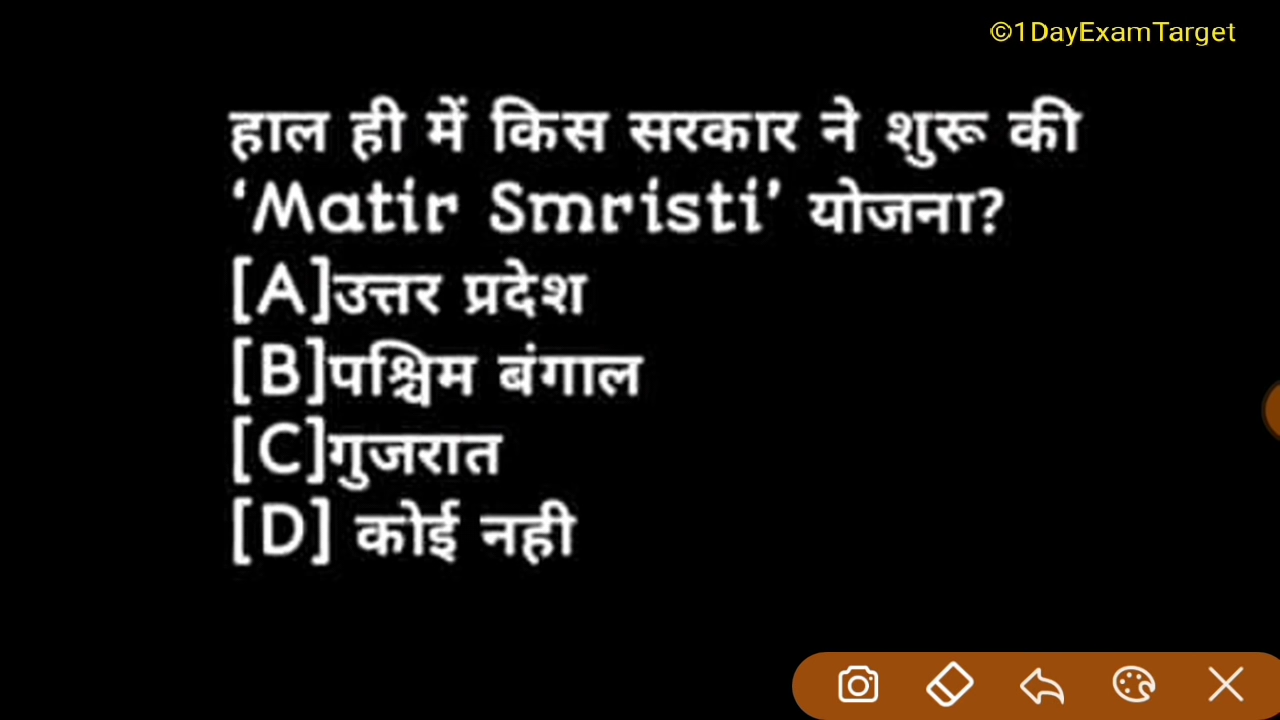 ©1DayExamTarget
हाल ही में किस सरकार ने शुरू की
‘Matir Smristi’ योजना?
[A]उत्तर प्रदेश
[B]पश्चिम बंगाल
[C]गुजरात
[D] कोई नही